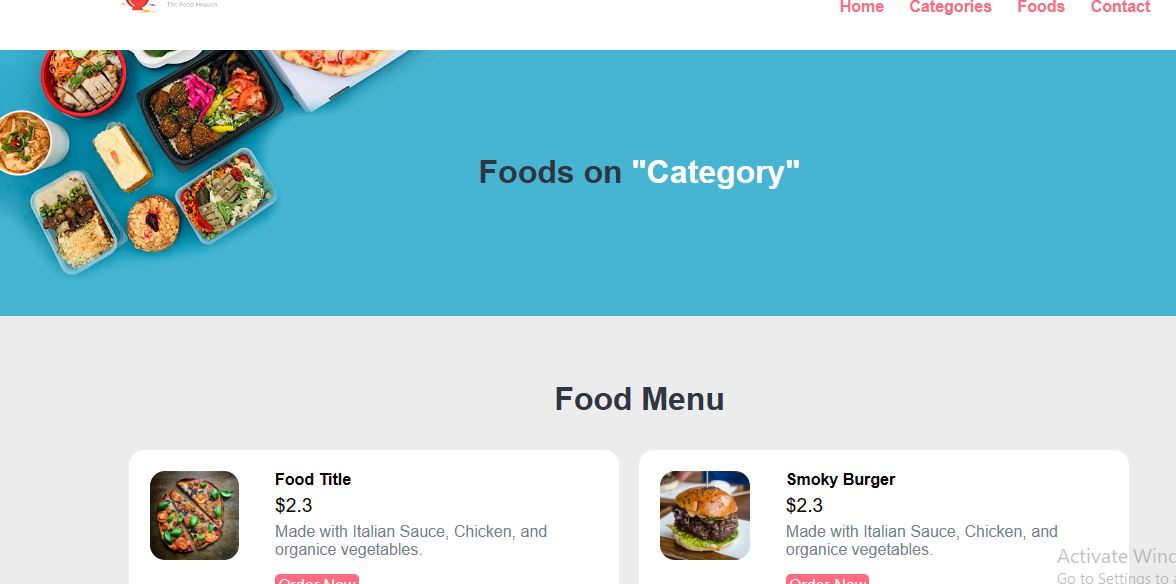 The Food Heaven
Home Categories Foods Contact
Foods on "Category"
Food Menu
Food Title
$2.3
Made with Italian Sauce, Chicken, and
organice vegetables.
Order Now
Smoky Burger
$2.3
Made with Italian Sauce, Chicken, and
organice vegetables.
Order Now
Activate Wind
Go to Settings to